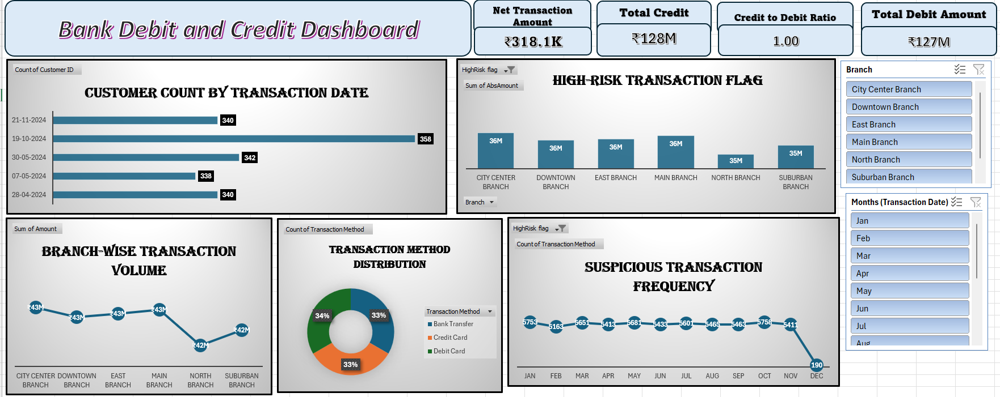 Bank Debit and Credit Dashboard
Net Transaction
Amount
₹318.1K
Total Credit
₹128M
Credit to Debit Ratio
1.00
Total Debit Amount
₹127M
Count of Customer ID
CUSTOMER COUNT BY TRANSACTION DATE
21-11-2024 340
19-10-2024 358
30-05-2024 342
07-05-2024 338
28-04-2024 340
HighRisk flag
Sum of AbsAmount
HIGH-RISK TRANSACTION FLAG
36M 36M 36M 36M 35M 35M
CITY CENTER BRANCH
DOWNTOWN BRANCH
EAST BRANCH
MAIN BRANCH
NORTH BRANCH
SUBURBAN BRANCH
Branch
Branch
City Center Branch
Downtown Branch
East Branch
Main Branch
North Branch
Suburban Branch
Months (Transaction Date)
Jan
Feb
Mar
Apr
May
Jun
Jul
Aug
Sum of Amount
BRANCH-WISE TRANSACTION
VOLUME
₹43M ₹43M ₹43M ₹43M ₹42M ₹42M
CITY CENTER BRANCH
DOWNTOWN BRANCH
EAST BRANCH
MAIN BRANCH
NORTH BRANCH
SUBURBAN BRANCH
Count of Transaction Method
TRANSACTION METHOD
DISTRIBUTION
34% 33%
33%
Transaction Method
Bank Transfer
Credit Card
Debit Card
HighRisk flag
Count of Transaction Method
SUSPICIOUS TRANSACTION
FREQUENCY
5753 5163 5651 5413 5681 5433 5601 5465 5463 5758 5411 190
JAN FEB MAR APR MAY JUN JUL AUG SEP OCT NOV DEC